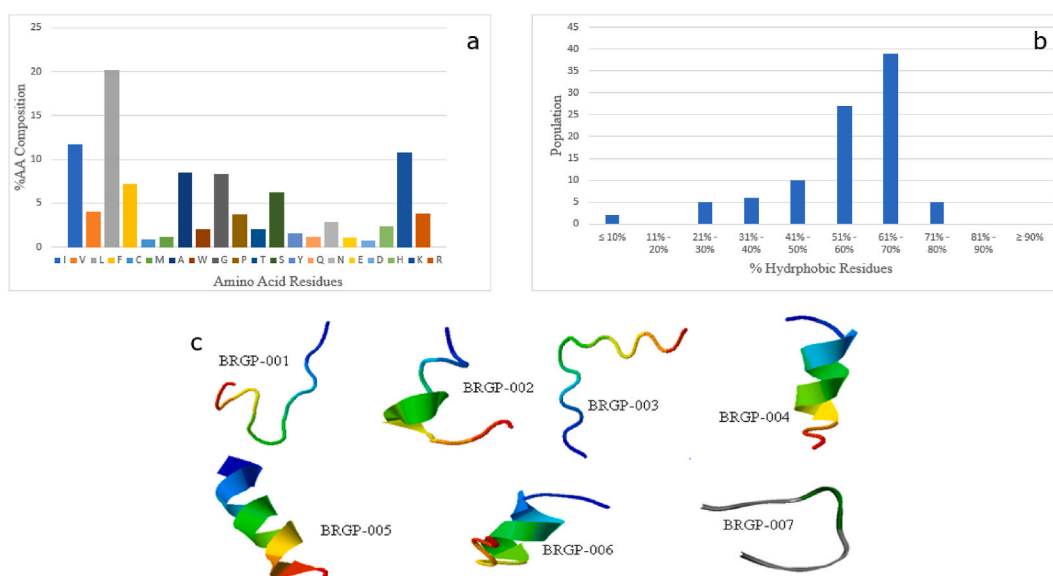 a
25
20
15
10
5
0
%AA Composition
I V L F C M A W G P T S Y Q N E D H K R
Amino Acid Residues
b
45
40
35
30
25
20
15
10
5
0
Population
≤ 10% 11% - 20% 21% - 30% 31% - 40% 41% - 50% 51% - 60% 61% - 70% 71% - 80% 81% - 90% ≥ 90%
% Hydrphobic Residues
c
BRGP-001
BRGP-002
BRGP-003
BRGP-004
BRGP-005
BRGP-006
BRGP-007